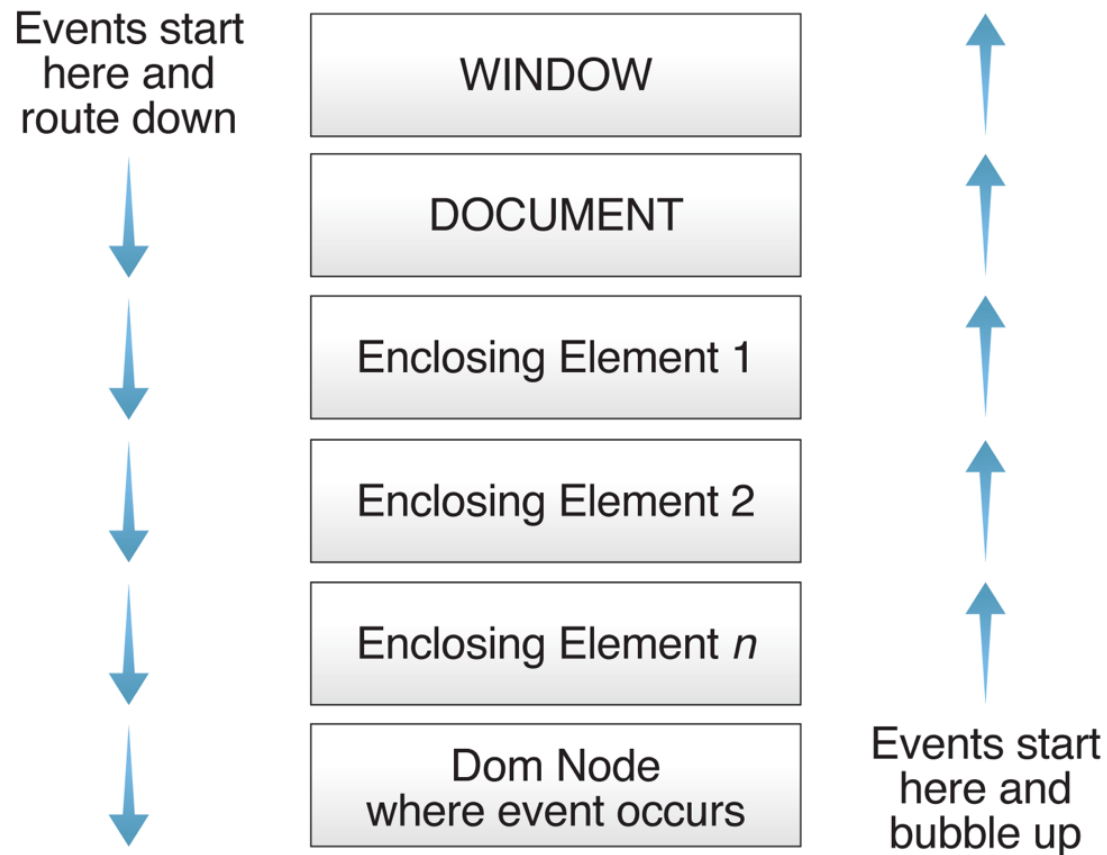 Events start
here and
route down
WINDOW
DOCUMENT
Enclosing Element 1
Enclosing Element 2
Enclosing Element n
Dom Node
where event occurs
Events start
here and
bubble up